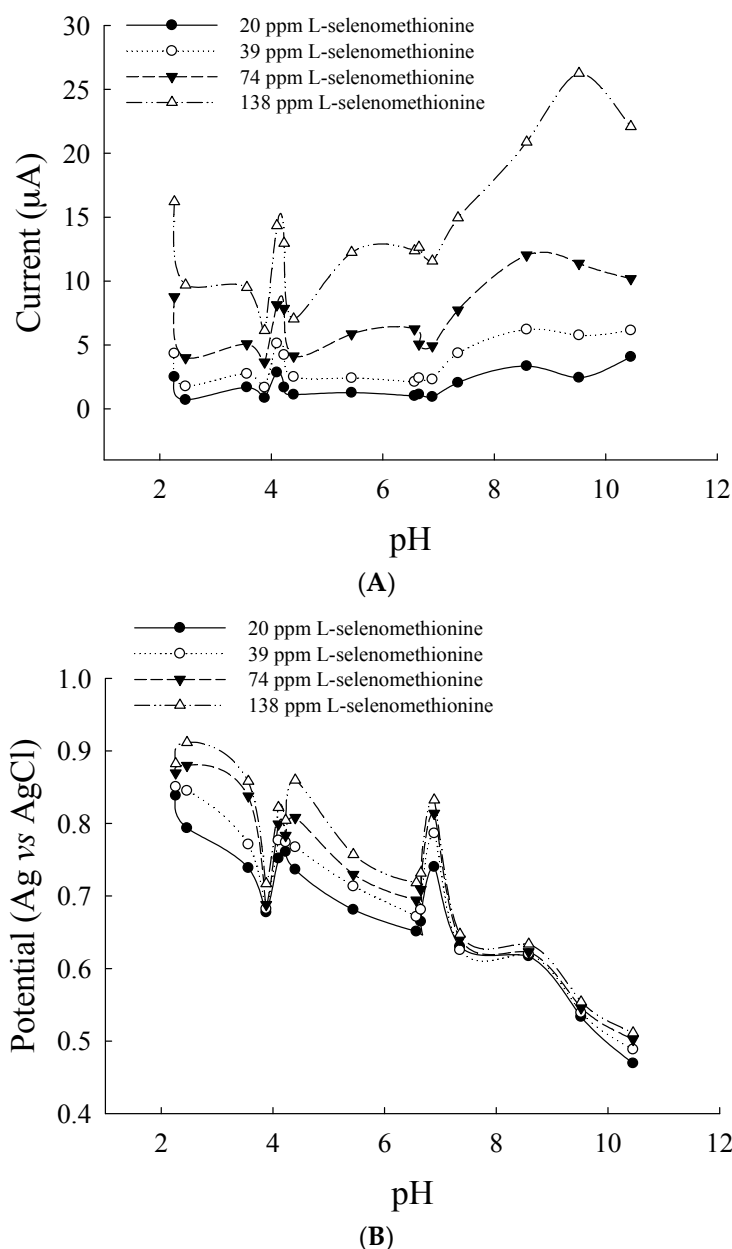 20 ppm L-selenomethionine
39 ppm L-selenomethionine
74 ppm L-selenomethionine
138 ppm L-selenomethionine
30
25
20
15
10
5
0
Current (µA)
2 4 6 8 10 12
pH
(A)
20 ppm L-selenomethionine
39 ppm L-selenomethionine
74 ppm L-selenomethionine
138 ppm L-selenomethionine
1.0
0.9
0.8
0.7
0.6
0.5
0.4
Potential (Ag vs AgCl)
2 4 6 8 10 12
pH
(B)